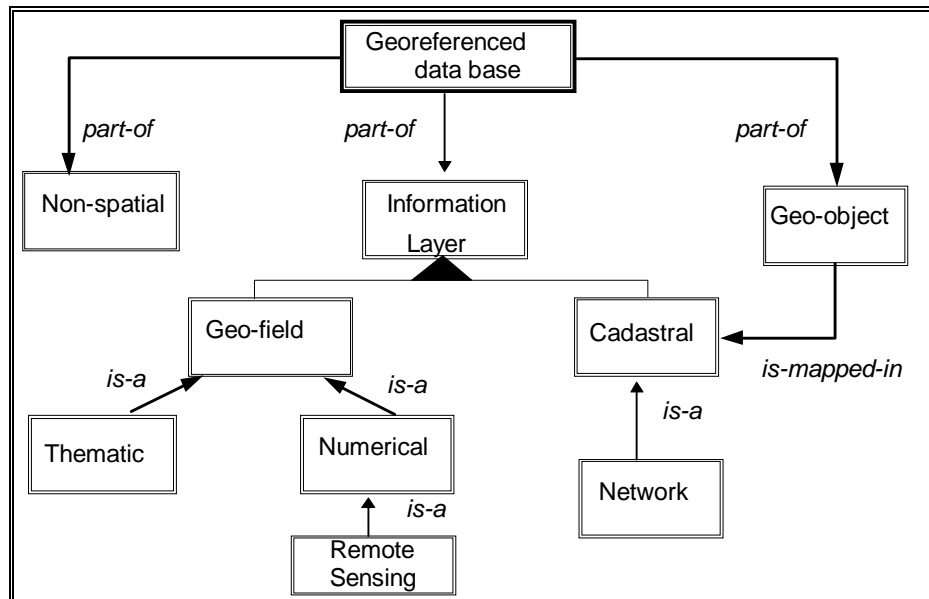 Georeferenced
data base
part-of
part-of
part-of
Non-spatial
Information
Layer
Geo-object
Geo-field
Cadastral
is-mapped-in
is-a
is-a
is-a
Thematic
Numerical
Network
is-a
Remote
Sensing